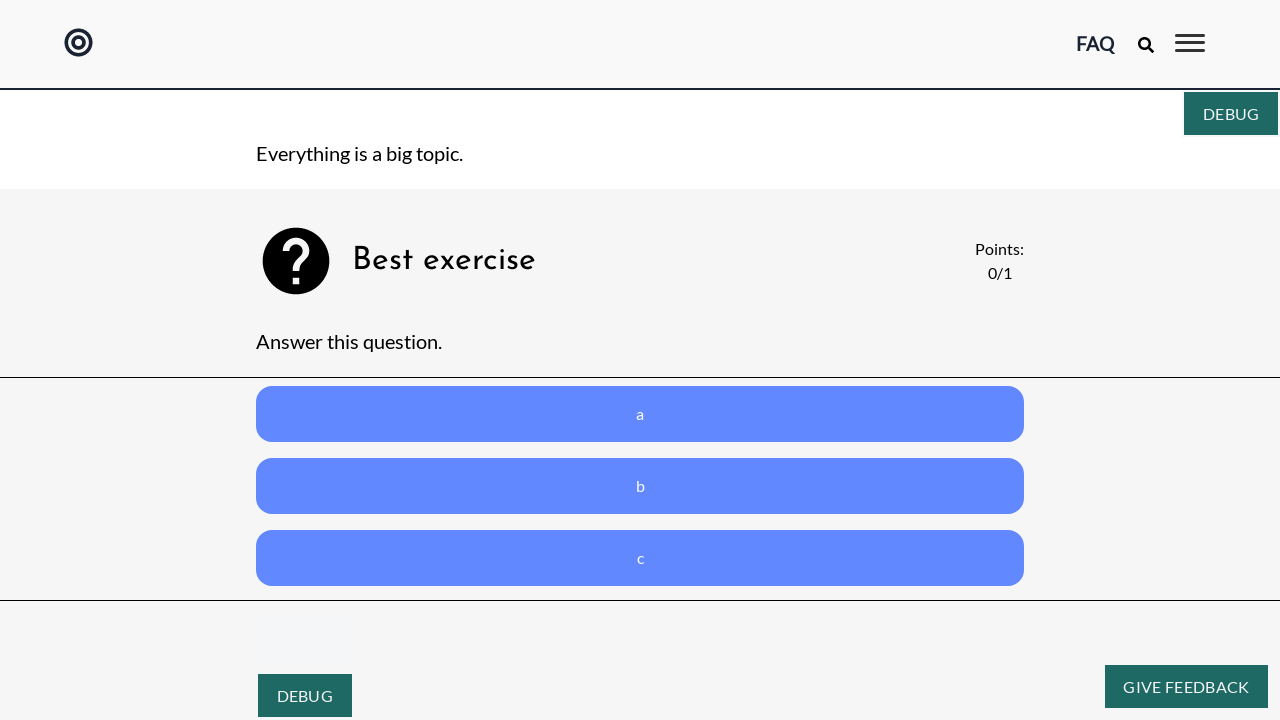 FAQ
DEBUG
Everything is a big topic.
Best exercise
Points:
0/1
Answer this question.
a
b
c
DEBUG
GIVE FEEDBACK